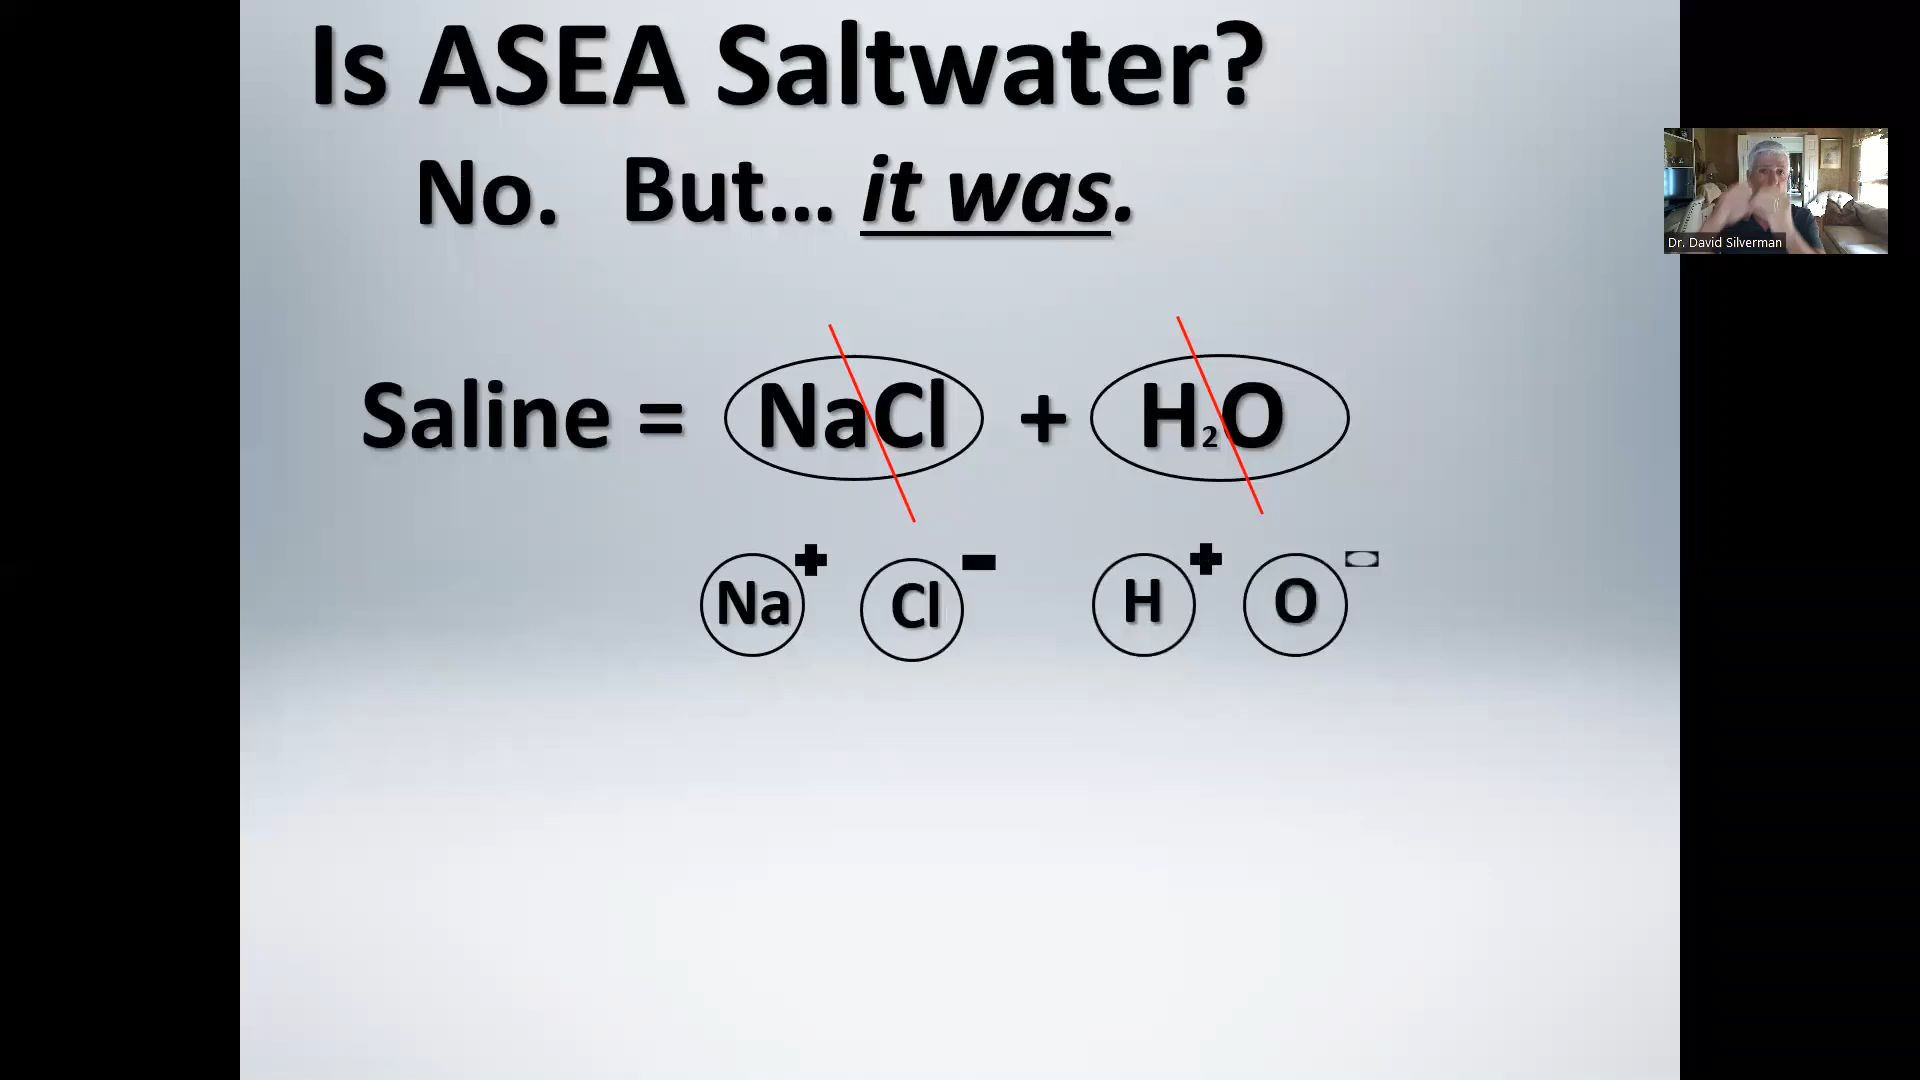 Is ASEA Saltwater?
No. But... it was.
Saline = NaCl + H₂O
Na + Cl - H + O -
Dr. David Silverman